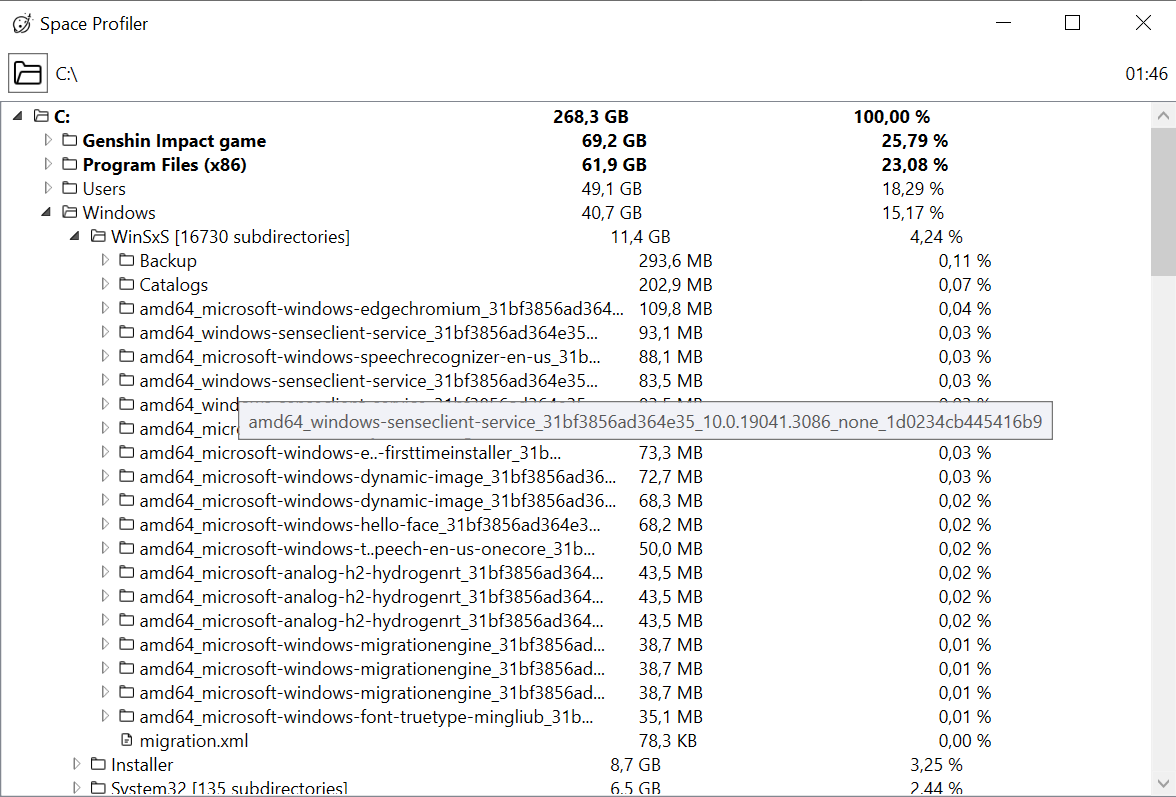 Space Profiler
C:\ 01:46
C: 268,3 GB 100,00 %
Genshin Impact game 69,2 GB 25,79 %
Program Files (x86) 61,9 GB 23,08 %
Users 49,1 GB 18,29 %
Windows 40,7 GB 15,17 %
WinSxS [16730 subdirectories] 11,4 GB 4,24 %
Backup 293,6 MB 0,11 %
Catalogs 202,9 MB 0,07 %
amd64_microsoft-windows-edgechromium_31bf3856ad364... 109,8 MB 0,04 %
amd64_windows-senseclient-service_31bf3856ad364e35... 93,1 MB 0,03 %
amd64_microsoft-windows-speechrecognizer-en-us_31b... 88,1 MB 0,03 %
amd64_windows-senseclient-service_31bf3856ad364e35... 83,5 MB 0,03 %
amd64_windows-senseclient-service_31bf3856ad364e35_10.0.19041.3086_none_1d0234cb445416b9
amd64_microsoft-windows-e..-firsttimeinstaller_31b... 73,3 MB 0,03 %
amd64_microsoft-windows-dynamic-image_31bf3856ad36... 72,7 MB 0,03 %
amd64_microsoft-windows-dynamic-image_31bf3856ad36... 68,3 MB 0,02 %
amd64_microsoft-windows-hello-face_31bf3856ad364e3... 68,2 MB 0,02 %
amd64_microsoft-windows-t..peech-en-us-onecore_31b... 50,0 MB 0,02 %
amd64_microsoft-analog-h2-hydrogenrt_31bf3856ad364... 43,5 MB 0,02 %
amd64_microsoft-analog-h2-hydrogenrt_31bf3856ad364... 43,5 MB 0,02 %
amd64_microsoft-analog-h2-hydrogenrt_31bf3856ad364... 43,5 MB 0,02 %
amd64_microsoft-windows-migrationengine_31bf3856ad... 38,7 MB 0,01 %
amd64_microsoft-windows-migrationengine_31bf3856ad... 38,7 MB 0,01 %
amd64_microsoft-windows-migrationengine_31bf3856ad... 38,7 MB 0,01 %
amd64_microsoft-windows-font-truetype-mingliub_31b... 35,1 MB 0,01 %
migration.xml 78,3 KB 0,00 %
Installer 8,7 GB 3,25 %
System32 [135 subdirectories] 6,5 GB 2,44 %